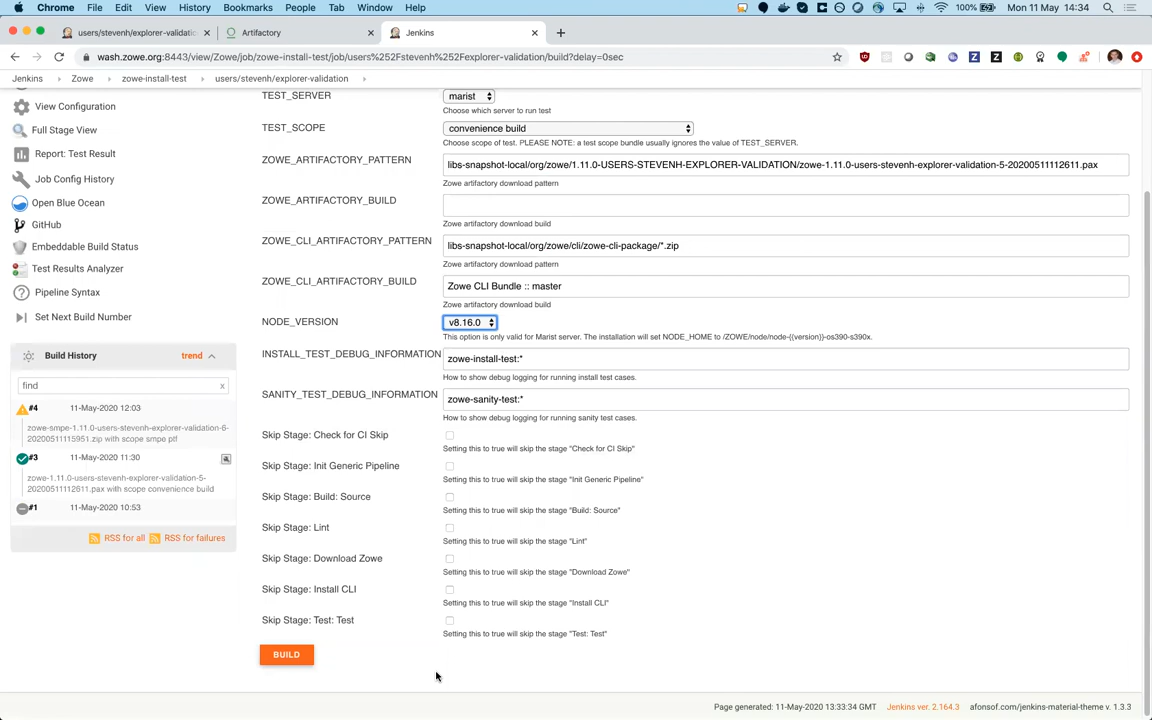 Chrome File Edit View History Bookmarks People Tab Window Help 100% Mon 11 May 14:34
users/stevenh/explorer-validation × Artifactory × Jenkins × +
wash.zowe.org:8443/view/Zowe/job/zowe-install-test/job/users%252Fstevenh%252Fexplorer-validation/build?delay=0sec
Jenkins Zowe zowe-install-test users/stevenh/explorer-validation
View Configuration
Full Stage View
Report: Test Result
Job Config History
Open Blue Ocean
GitHub
Embeddable Build Status
Test Results Analyzer
Pipeline Syntax
Set Next Build Number
Build History trend
find x
#4 11-May-2020 12:03
zowe-smpe-1.11.0-users-stevenh-explorer-validation-6-
20200511115951.zip with scope smpe ptf
#3 11-May-2020 11:30
zowe-1.11.0-users-stevenh-explorer-validation-5-
20200511112611.pax with scope convenience build
#1 11-May-2020 10:53
RSS for all RSS for failures
TEST_SERVER marist
Choose which server to run test
TEST_SCOPE convenience build
Choose scope of test. PLEASE NOTE: a test scope bundle usually ignores the value of TEST_SERVER.
ZOWE_ARTIFACTORY_PATTERN libs-snapshot-local/org/zowe/1.11.0-USERS-STEVENH-EXPLORER-VALIDATION/zowe-1.11.0-users-stevenh-explorer-validation-5-20200511112611.pax
Zowe artifactory download pattern
ZOWE_ARTIFACTORY_BUILD
Zowe artifactory download build
ZOWE_CLI_ARTIFACTORY_PATTERN libs-snapshot-local/org/zowe/cli/zowe-cli-package/*.zip
Zowe artifactory download pattern
ZOWE_CLI_ARTIFACTORY_BUILD Zowe CLI Bundle :: master
Zowe artifactory download build
NODE_VERSION v8.16.0
This option is only valid for Marist server. The installation will set NODE_HOME to /ZOWE/node/node-{{version}}-os390-s390x.
INSTALL_TEST_DEBUG_INFORMATION zowe-install-test:*
How to show debug logging for running install test cases.
SANITY_TEST_DEBUG_INFORMATION zowe-sanity-test:*
How to show debug logging for running sanity test cases.
Skip Stage: Check for CI Skip
Setting this to true will skip the stage "Check for CI Skip"
Skip Stage: Init Generic Pipeline
Setting this to true will skip the stage "Init Generic Pipeline"
Skip Stage: Build: Source
Setting this to true will skip the stage "Build: Source"
Skip Stage: Lint
Setting this to true will skip the stage "Lint"
Skip Stage: Download Zowe
Setting this to true will skip the stage "Download Zowe"
Skip Stage: Install CLI
Setting this to true will skip the stage "Install CLI"
Skip Stage: Test: Test
Setting this to true will skip the stage "Test: Test"
BUILD
Page generated: 11-May-2020 13:33:34 GMT Jenkins ver. 2.164.3 afonsof.com/jenkins-material-theme v. 1.3.3